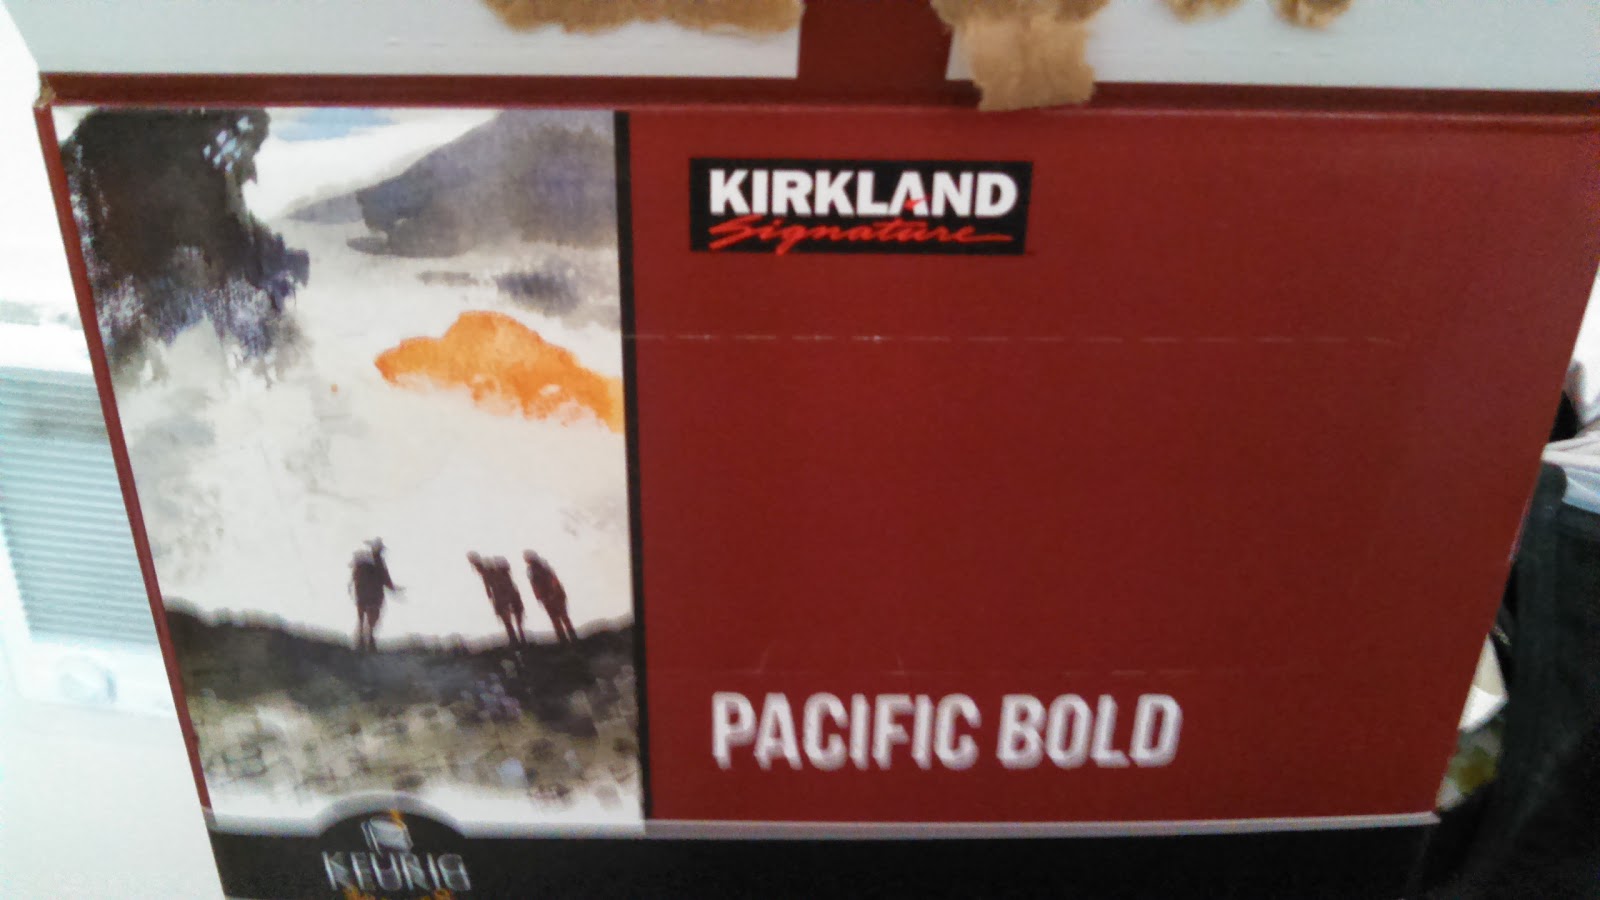 KIRKLAND
Signature
PACIFIC BOLD
KEURIG